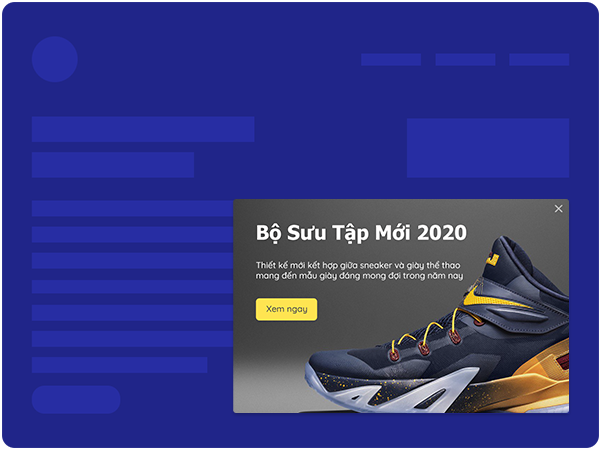 Bộ Sưu Tập Mới 2020
Thiết kế mới kết hợp giữa sneaker và giày thể thao
mang đến mẫu giày đáng mong đợi trong năm nay
Xem ngay